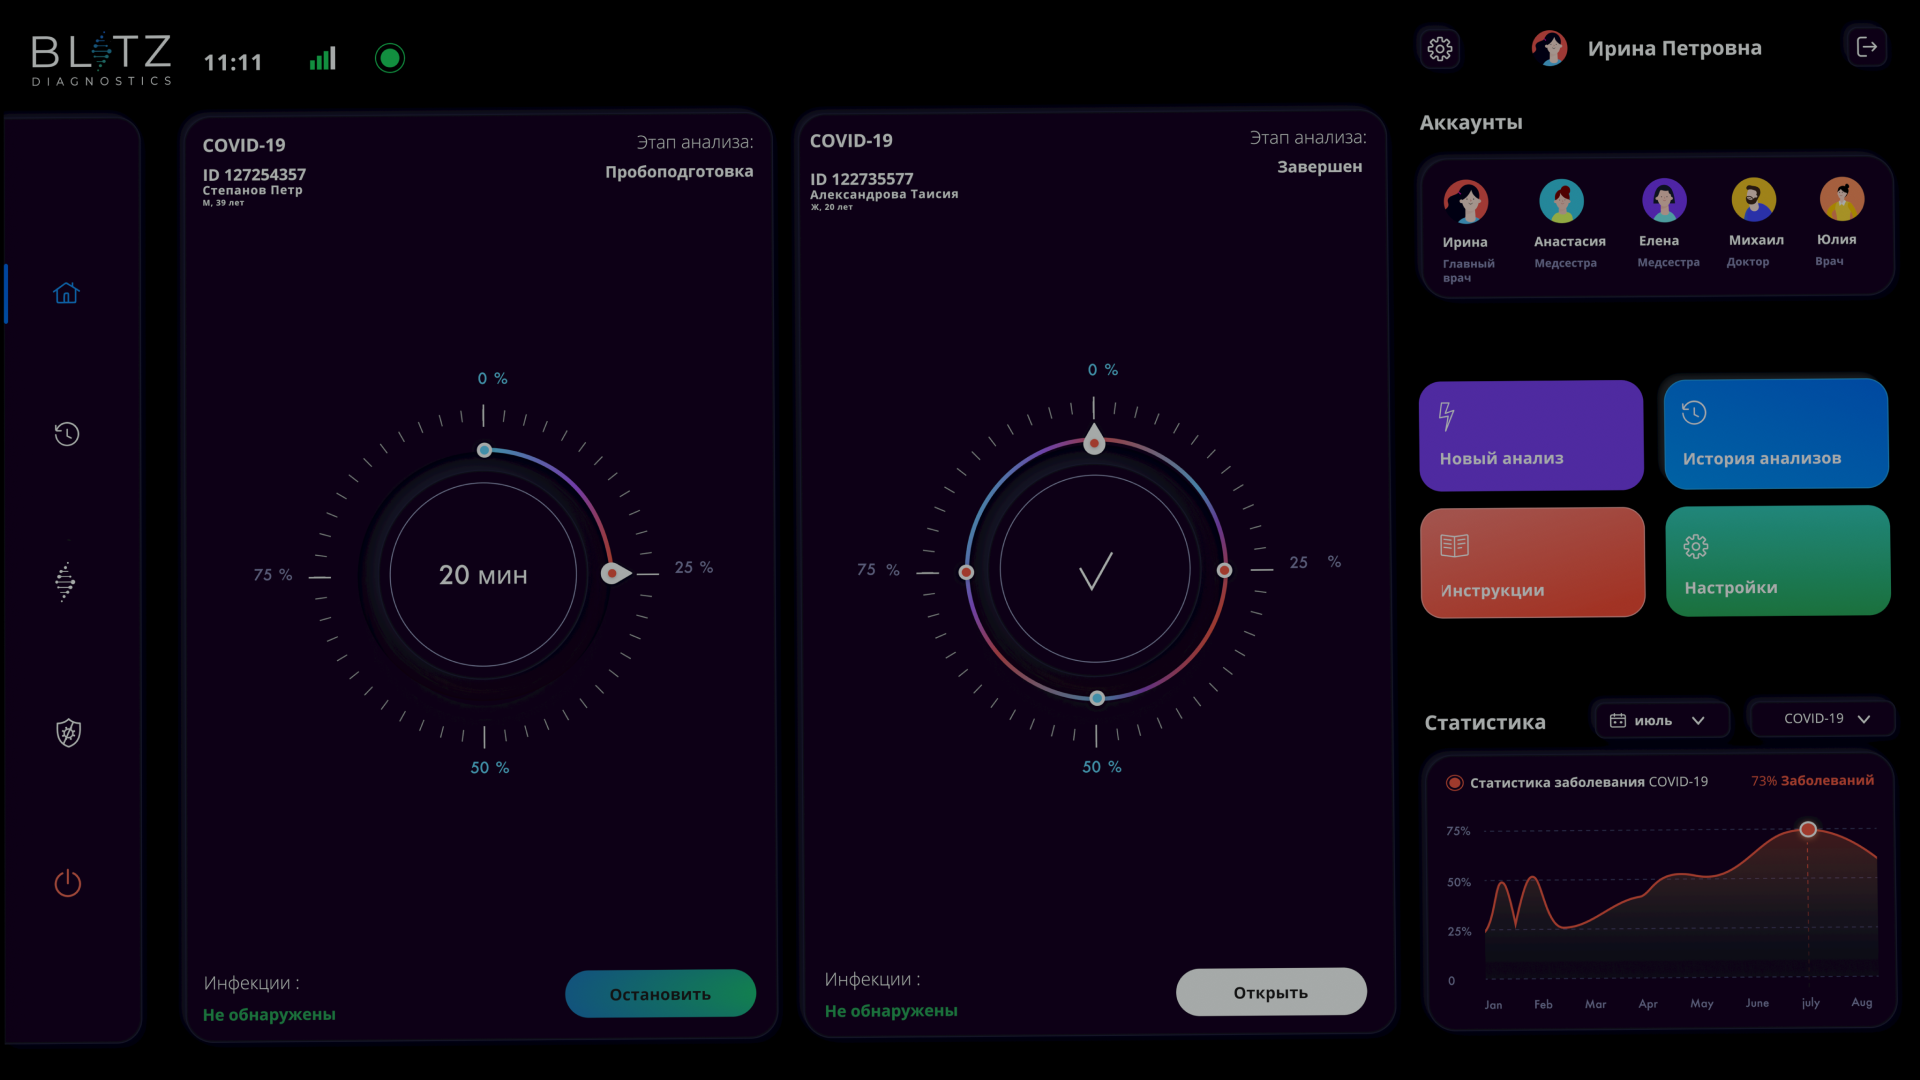 BLITZ
DIAGNOSTICS
11:11
Ирина Петровна
COVID-19
Этап анализа:
ID 127254357
Пробоподготовка
Степанов Петр
М, 39 лет
0 %
25 %
50 %
75 %
20 мин
Инфекции :
Не обнаружены
Остановить
COVID-19
Этап анализа:
Завершен
ID 122735577
Александрова Таисия
Ж, 20 лет
0 %
25 %
50 %
75 %
Инфекции :
Не обнаружены
Открыть
Аккаунты
Ирина
Главный
врач
Анастасия
Медсестра
Елена
Медсестра
Михаил
Доктор
Юлия
Врач
Новый анализ
История анализов
Инструкции
Настройки
Статистика
июль
COVID-19
Статистика заболевания COVID-19
73% Заболеваний
75%
50%
25%
0
Jan Feb Mar Apr May June july Aug